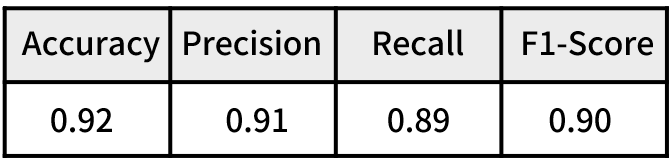 Accuracy Precision Recall F1-Score
0.92 0.91 0.89 0.90